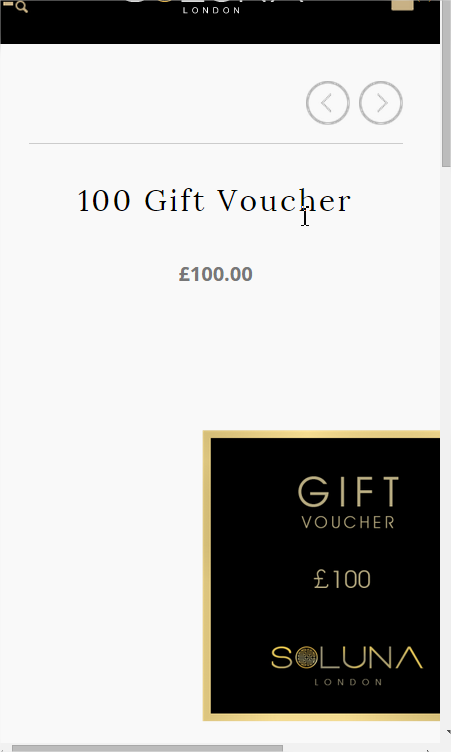 LONDON
100 Gift Voucher
£100.00
GIFT
VOUCHER
£100
SOLUNA
LONDON